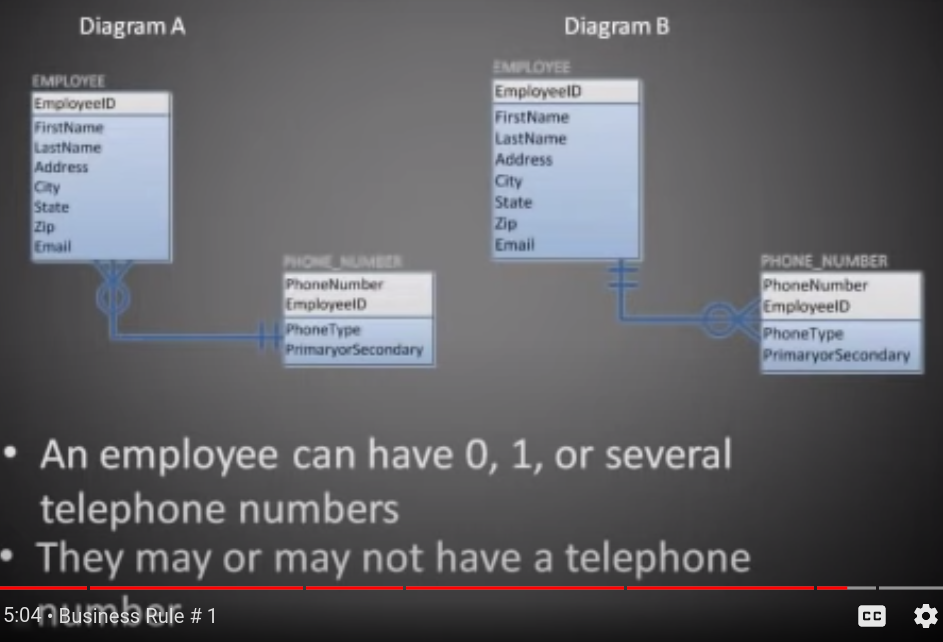 Diagram A
EMPLOYEE
EmployeeID
FirstName
LastName
Address
City
State
Zip
Email
PHONE_NUMBER
PhoneNumber
EmployeeID
PhoneType
PrimaryorSecondary
Diagram B
EMPLOYEE
EmployeeID
FirstName
LastName
Address
City
State
Zip
Email
PHONE_NUMBER
PhoneNumber
EmployeeID
PhoneType
PrimaryorSecondary
• An employee can have 0, 1, or several
telephone numbers
• They may or may not have a telephone
number
5:04 • Business Rule # 1
CC